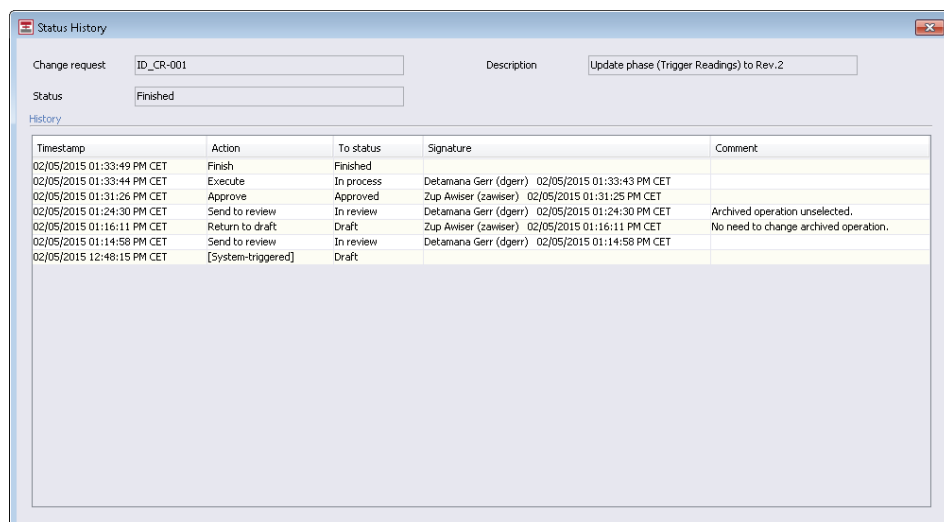 Status History
Change request ID_CR-001 Description Update phase (Trigger Readings) to Rev.2
Status Finished
History
Timestamp Action To status Signature Comment
02/05/2015 01:33:49 PM CET Finish Finished
02/05/2015 01:33:44 PM CET Execute In process Detamana Gerr (dgerr) 02/05/2015 01:33:43 PM CET
02/05/2015 01:31:26 PM CET Approve Approved Zup Awiser (zawiser) 02/05/2015 01:31:25 PM CET
02/05/2015 01:24:30 PM CET Send to review In review Detamana Gerr (dgerr) 02/05/2015 01:24:30 PM CET Archived operation unselected.
02/05/2015 01:16:11 PM CET Return to draft Draft Zup Awiser (zawiser) 02/05/2015 01:16:11 PM CET No need to change archived operation.
02/05/2015 01:14:58 PM CET Send to review In review Detamana Gerr (dgerr) 02/05/2015 01:14:58 PM CET
02/05/2015 12:48:15 PM CET [System-triggered] Draft